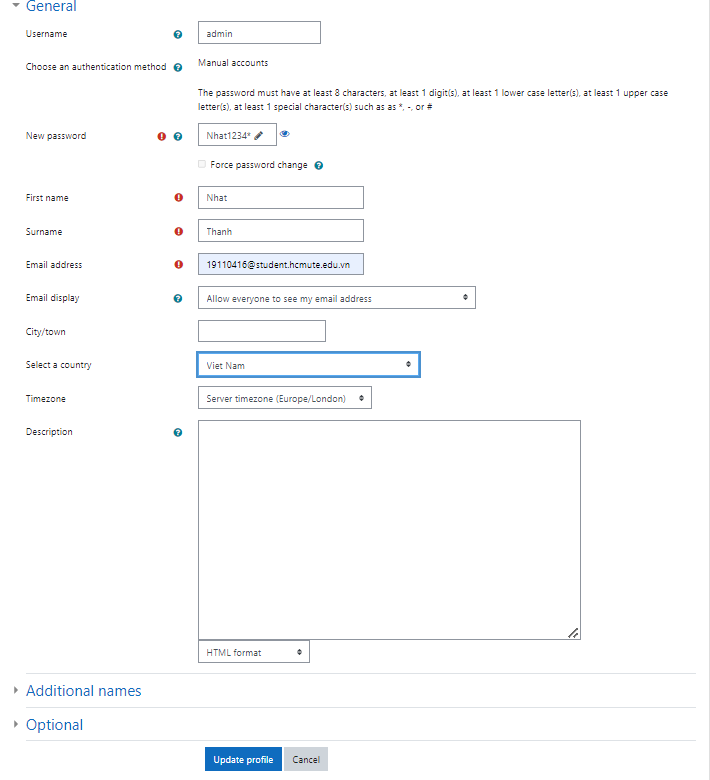 General
Username
admin
Choose an authentication method
Manual accounts
The password must have at least 8 characters, at least 1 digit(s), at least 1 lower case letter(s), at least 1 upper case
letter(s), at least 1 special character(s) such as as *, -, or #
New password
Nhat1234*
Force password change
First name
Nhat
Surname
Thanh
Email address
19110416@student.hcmute.edu.vn
Email display
Allow everyone to see my email address
City/town
Select a country
Viet Nam
Timezone
Server timezone (Europe/London)
Description
HTML format
Additional names
Optional
Update profile
Cancel